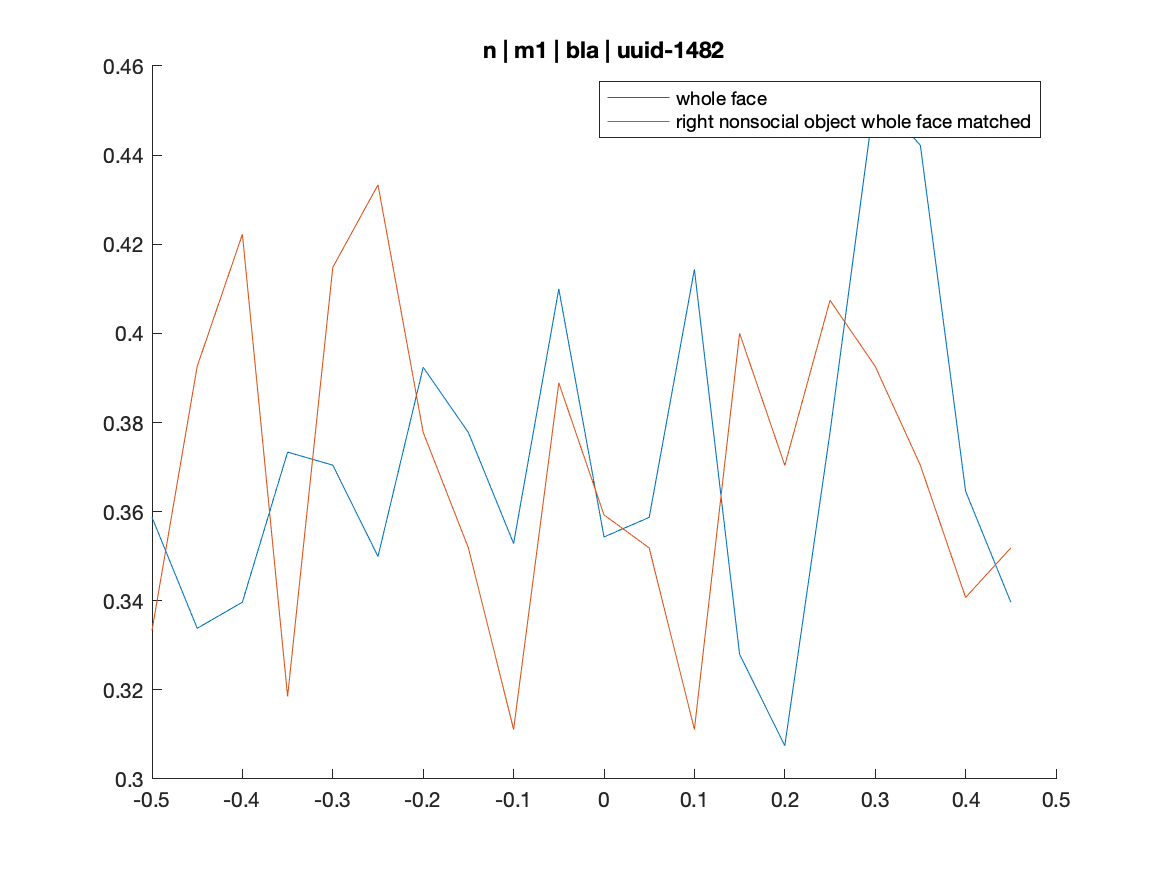 n | m1 | bla | uuid-1482
whole face
right nonsocial object whole face matched
0.46
0.44
0.42
0.4
0.38
0.36
0.34
0.32
0.3
-0.5 -0.4 -0.3 -0.2 -0.1 0 0.1 0.2 0.3 0.4 0.5